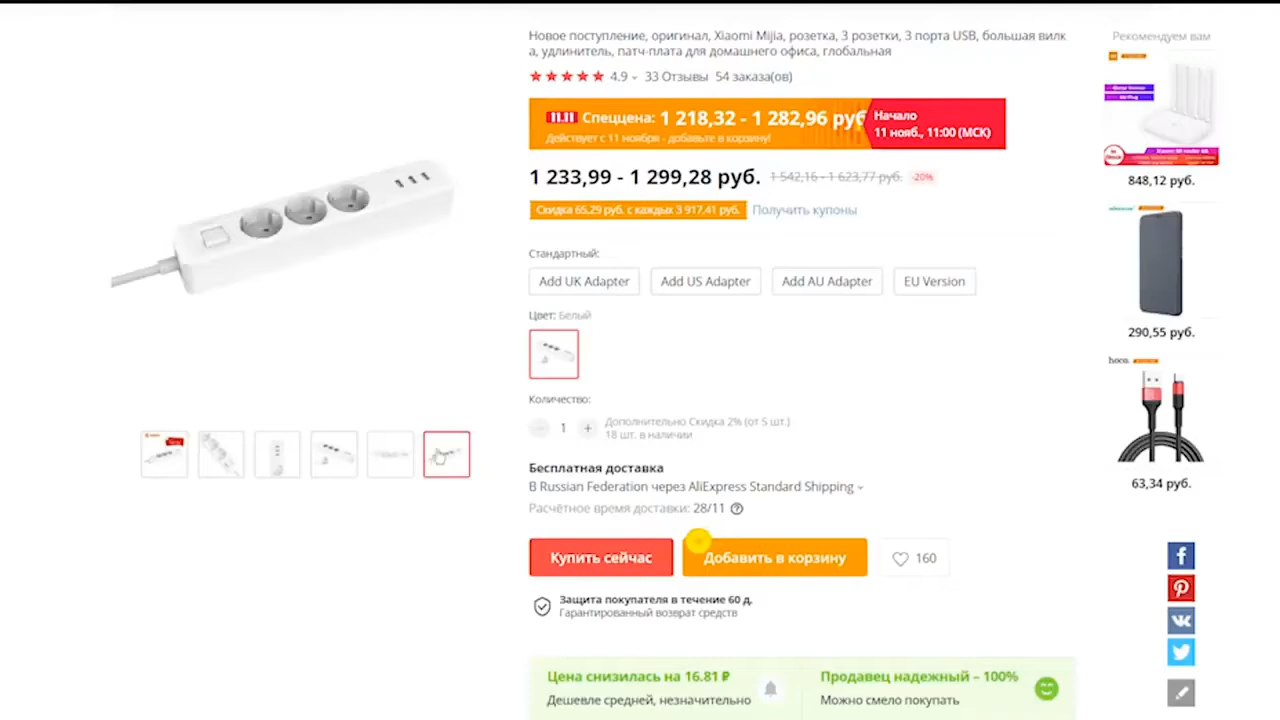 Новое поступление, оригинал, Xiaomi Mijia, розетка, 3 розетки, 3 порта USB, большая вилк
а, удлинитель, патч-плата для домашнего офиса, глобальная
4.9
33 Отзывы
54 заказа(ов)
11.11 Спеццена: 1 218,32 - 1 282,96 руб
Действует с 11 ноября - добавьте в корзину!
Начало
11 нояб., 11:00 (МСК)
1 233,99 - 1 299,28 руб.
1 542,16 - 1 623,77 руб.
-20%
Скидка 65,29 руб. с каждых 3 917,41 руб.
Получить купоны
Стандартный:
Add UK Adapter
Add US Adapter
Add AU Adapter
EU Version
Цвет: Белый
Количество:
1 +
Дополнительно Скидка 2% (от 5 шт.)
18 шт. в наличии
Бесплатная доставка
В Russian Federation через AliExpress Standard Shipping
Расчётное время доставки: 28/11
Купить сейчас
Добавить в корзину
160
Защита покупателя в течение 60 д.
Гарантированный возврат средств
Цена снизилась на 16.81 ₽
Дешевле средней, незначительно
Продавец надежный – 100%
Можно смело покупать
Рекомендуем вам
848,12 руб.
290,55 руб.
hoco.
63,34 руб.